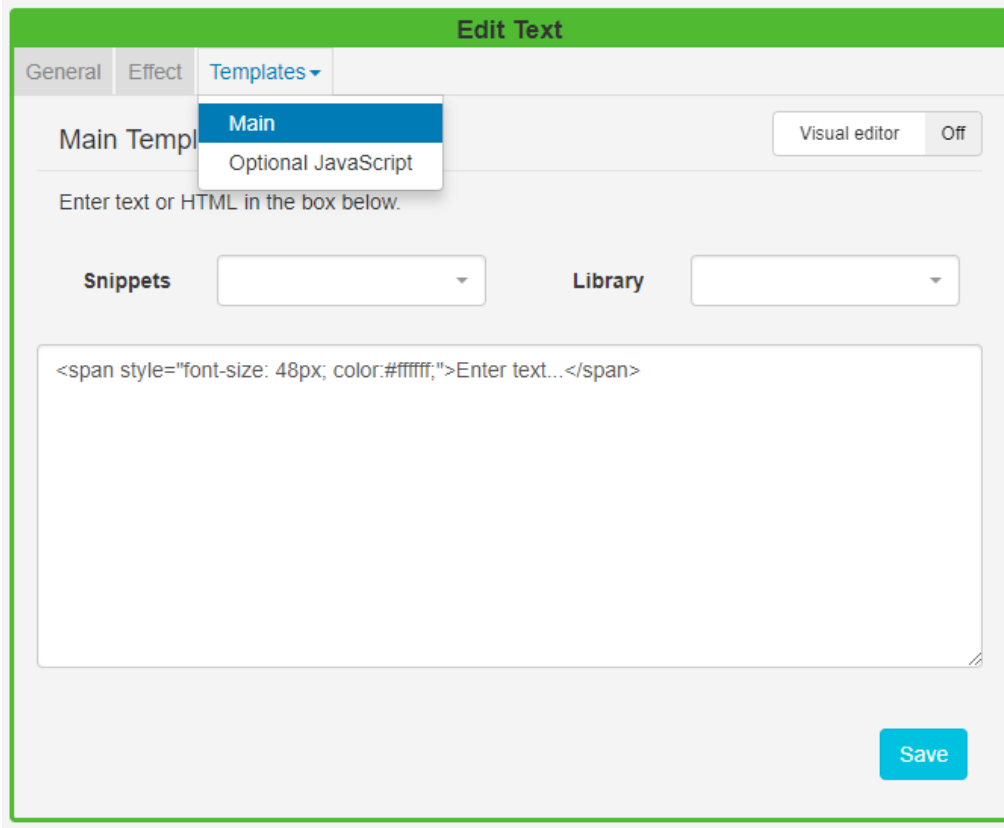 Edit Text
General Effect Templates
Main
Main Templ
Visual editor Off
Optional JavaScript
Enter text or HTML in the box below.
Snippets Library
<span style="font-size: 48px; color:#ffffff;">Enter text...</span>
Save